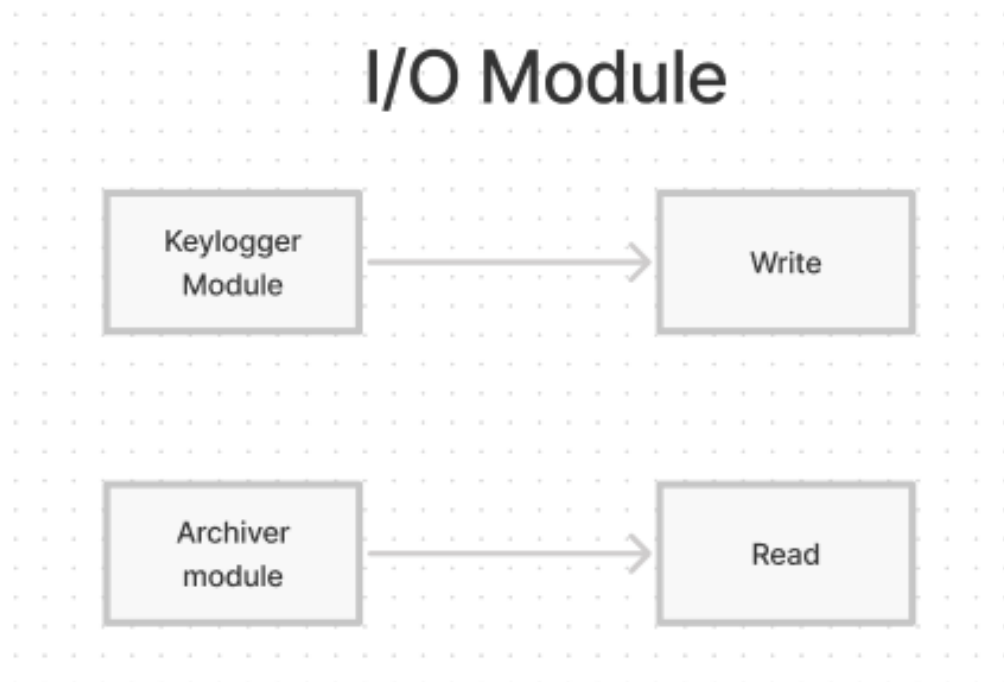 I/O Module
Keylogger
Module
Write
Archiver
module
Read